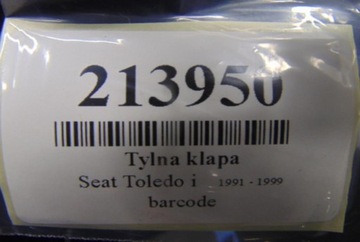 213950
Tylna klapa
Seat Toledo i 1991 - 1999
barcode